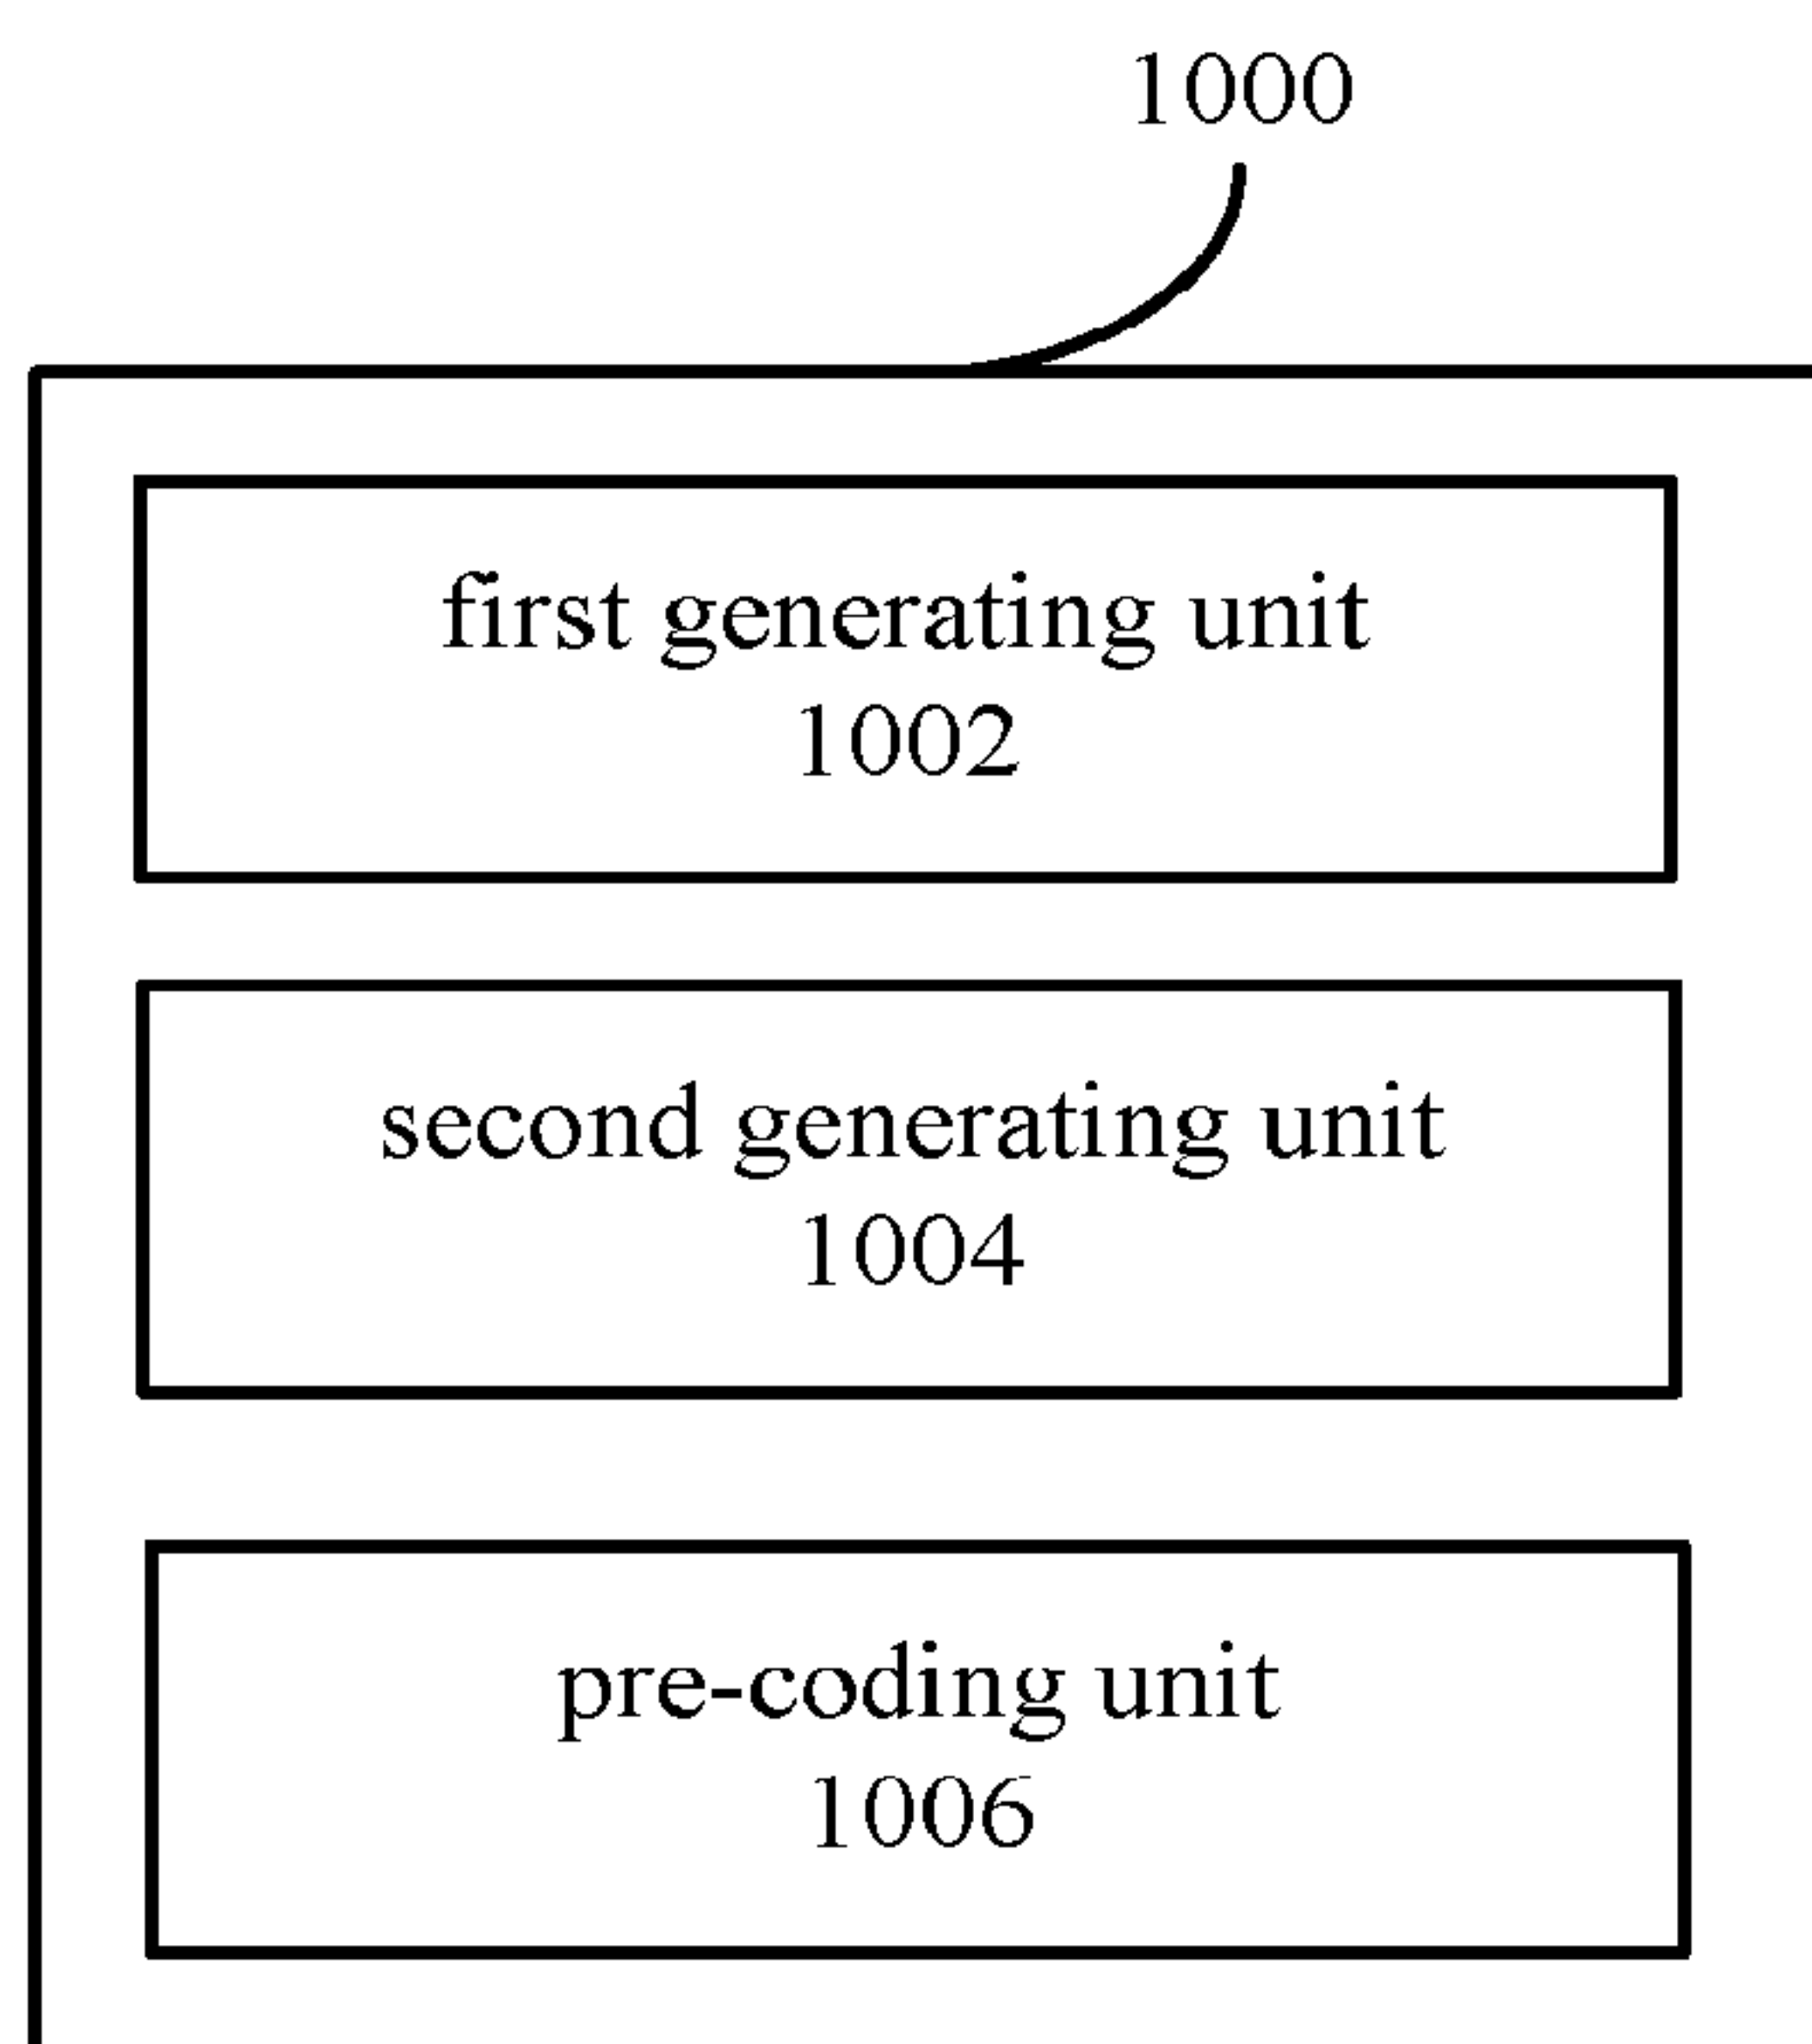 1000
first generating unit
1002
second generating unit
1004
pre-coding unit
1006